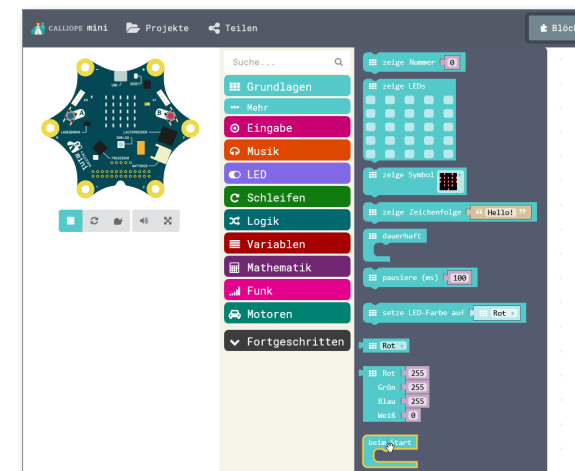 CALLIOPE mini
Projekte
Teilen
Blöc
A
B
Suche...
Grundlagen
Mehr
Eingabe
Musik
LED
Schleifen
Logik
Variablen
Mathematik
Funk
Motoren
Fortgeschritten
zeige Nummer 0
zeige LEDs
zeige Symbol
zeige Zeichenfolge “ Hello! ”
dauerhaft
pausiere (ms) 100
setze LED-Farbe auf Rot
Rot
Rot 255
Grün 255
Blau 255
Weiß 0
beim Start